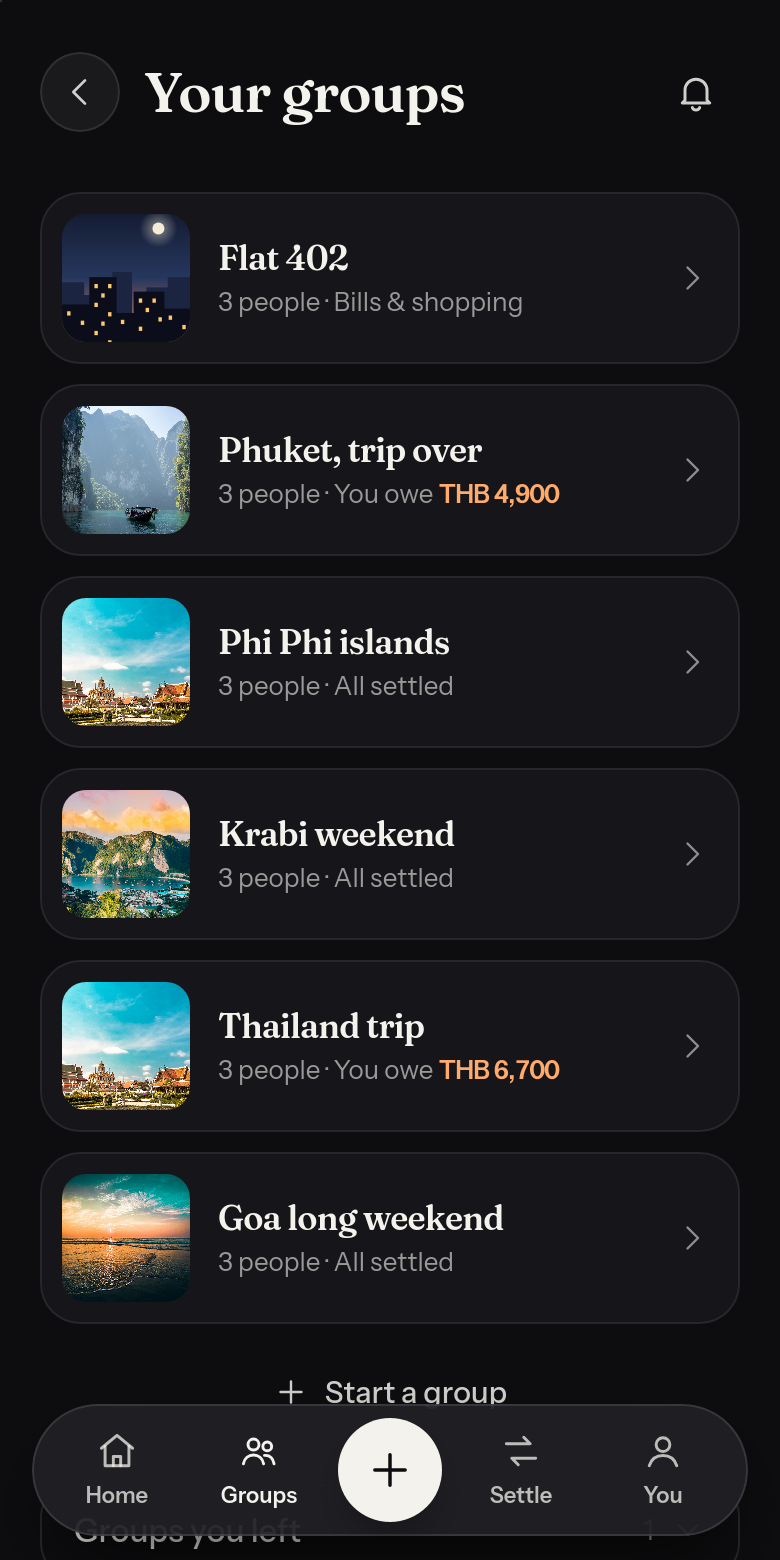 Your groups
Flat 402
3 people · Bills & shopping
Phuket, trip over
3 people · You owe THB 4,900
Phi Phi islands
3 people · All settled
Krabi weekend
3 people · All settled
Thailand trip
3 people · You owe THB 6,700
Goa long weekend
3 people · All settled
Start a group
Home
Groups
Settle
You
Groups you left
1